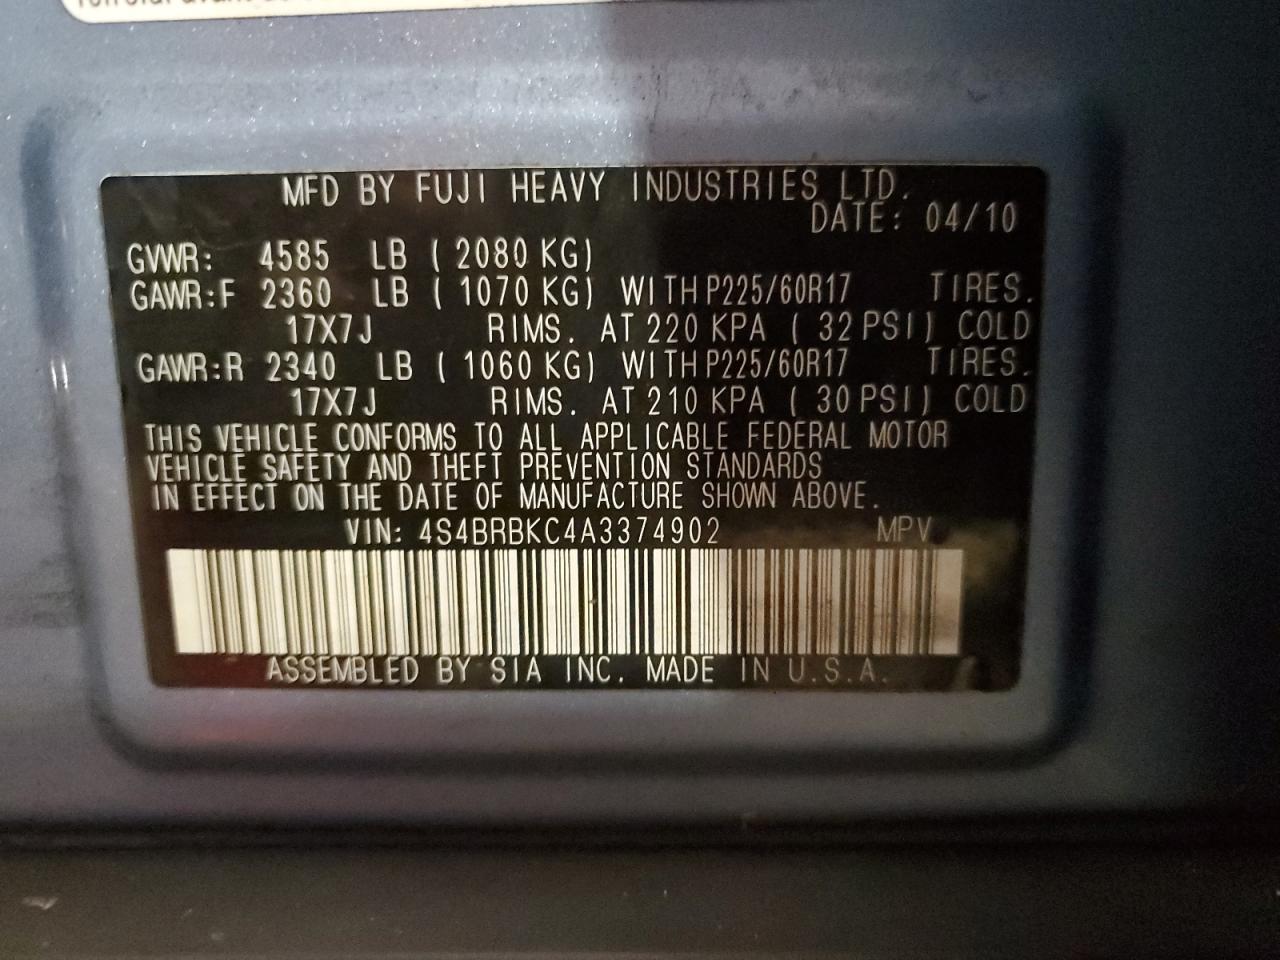 MFD BY FUJI HEAVY INDUSTRIES LTD.
DATE: 04/10
GVWR: 4585 LB ( 2080 KG)
GAWR:F 2360 LB ( 1070 KG) WITH P225/60R17 TIRES.
17X7J RIMS. AT 220 KPA ( 32 PSI) COLD
GAWR:R 2340 LB ( 1060 KG) WITH P225/60R17 TIRES.
17X7J RIMS. AT 210 KPA ( 30 PSI) COLD
THIS VEHICLE CONFORMS TO ALL APPLICABLE FEDERAL MOTOR
VEHICLE SAFETY AND THEFT PREVENTION STANDARDS
IN EFFECT ON THE DATE OF MANUFACTURE SHOWN ABOVE.
VIN: 4S4BRBKC4A3374902 MPV
ASSEMBLED BY SIA INC. MADE IN U.S.A.